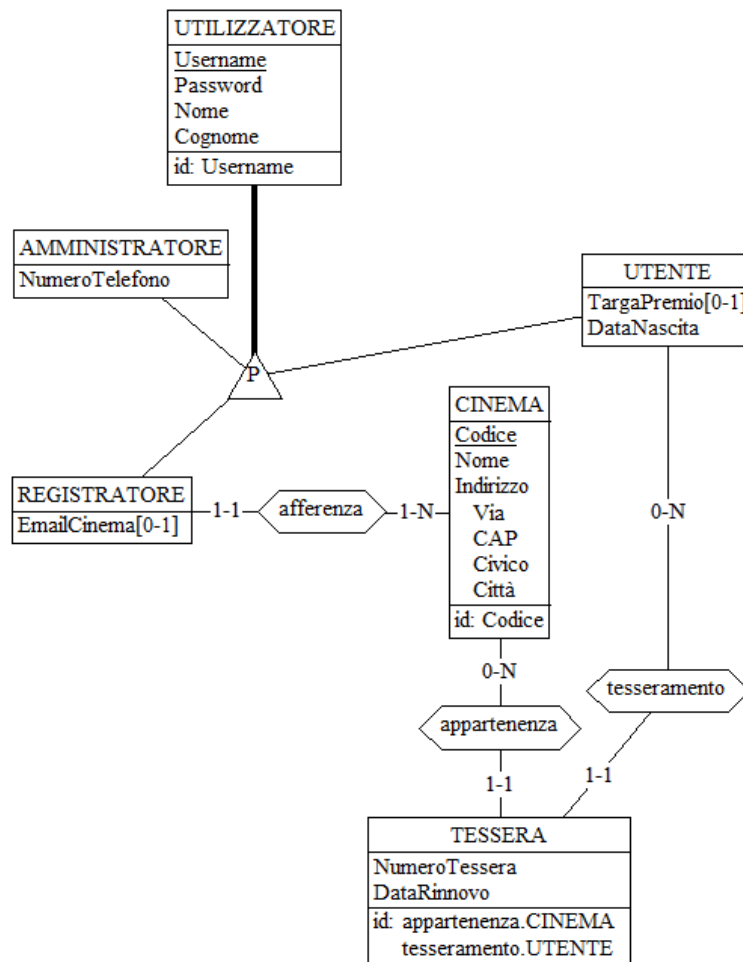 UTILIZZATORE
Username
Password
Nome
Cognome
id: Username
AMMINISTRATORE
NumeroTelefono
UTENTE
TargaPremio[0-1]
DataNascita
P
CINEMA
Codice
Nome
Indirizzo
Via
CAP
Civico
Città
id: Codice
REGISTRATORE
EmailCinema[0-1]
1-1
afferenza
1-N
0-N
0-N
tesseramento
appartenenza
1-1
1-1
TESSERA
NumeroTessera
DataRinnovo
id: appartenenza.CINEMA
tesseramento.UTENTE